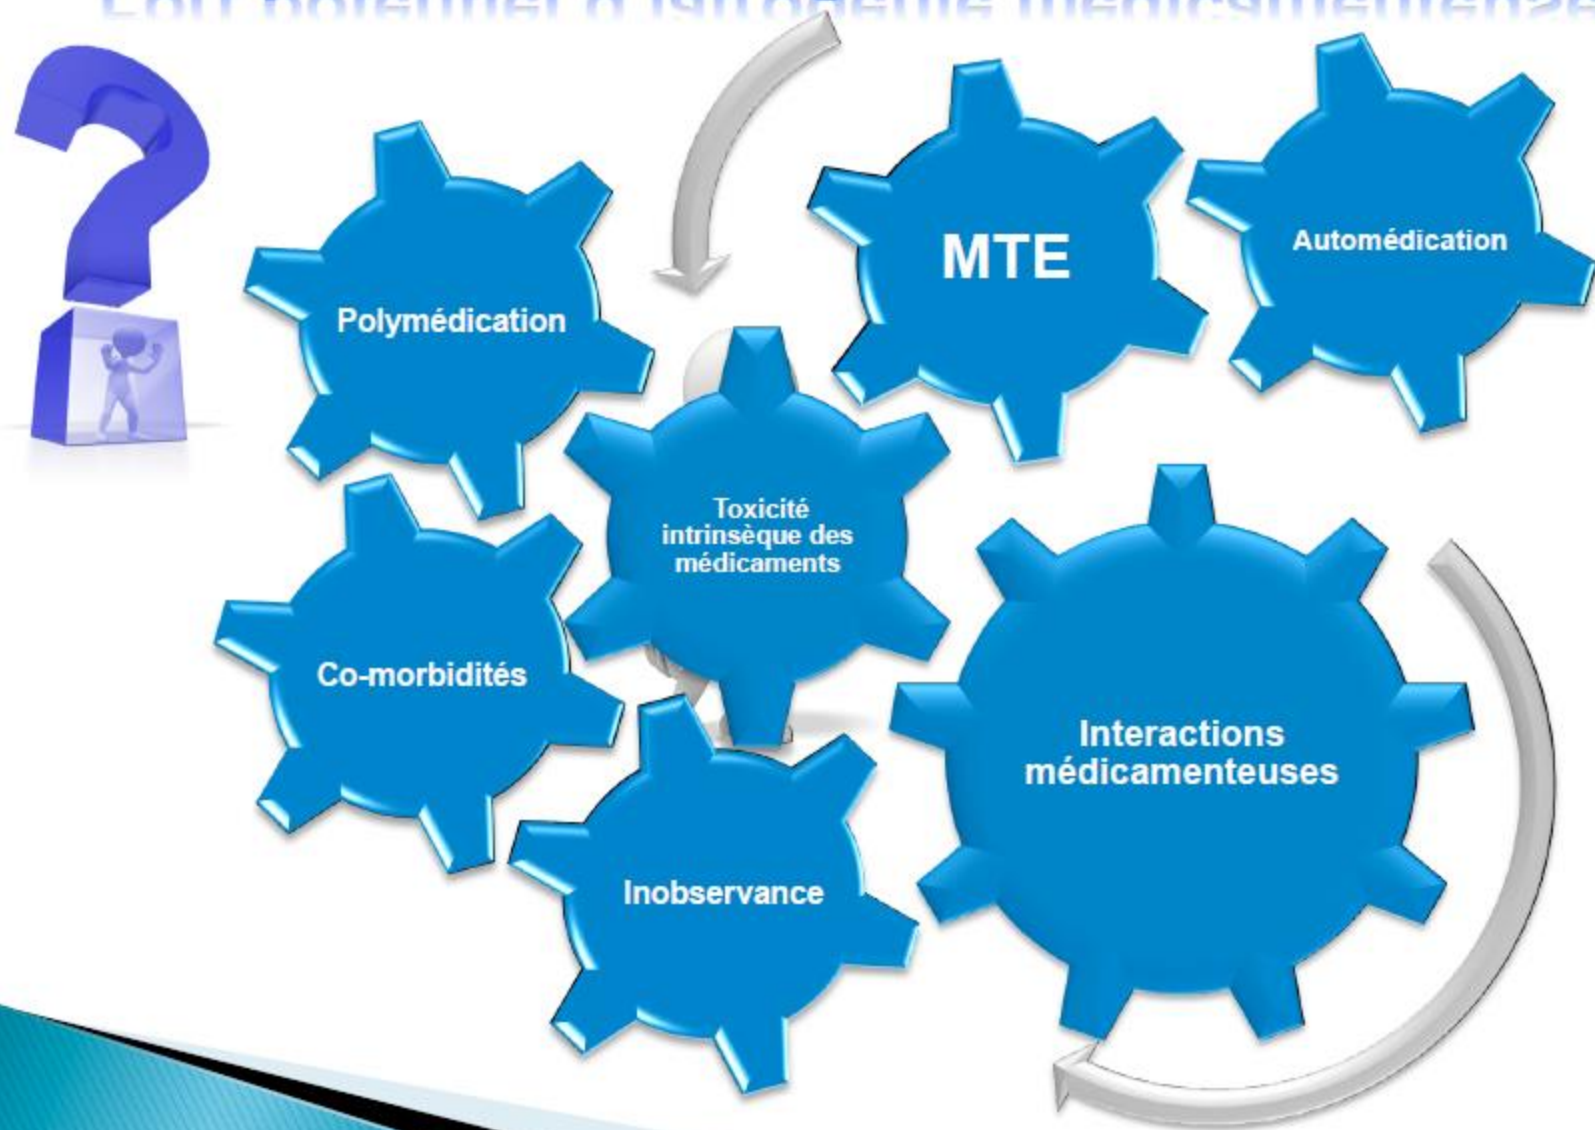 MTE
Automédication
Polymédication
Toxicité
intrinsèque des
médicaments
Co-morbidités
Interactions
médicamenteuses
Inobservance